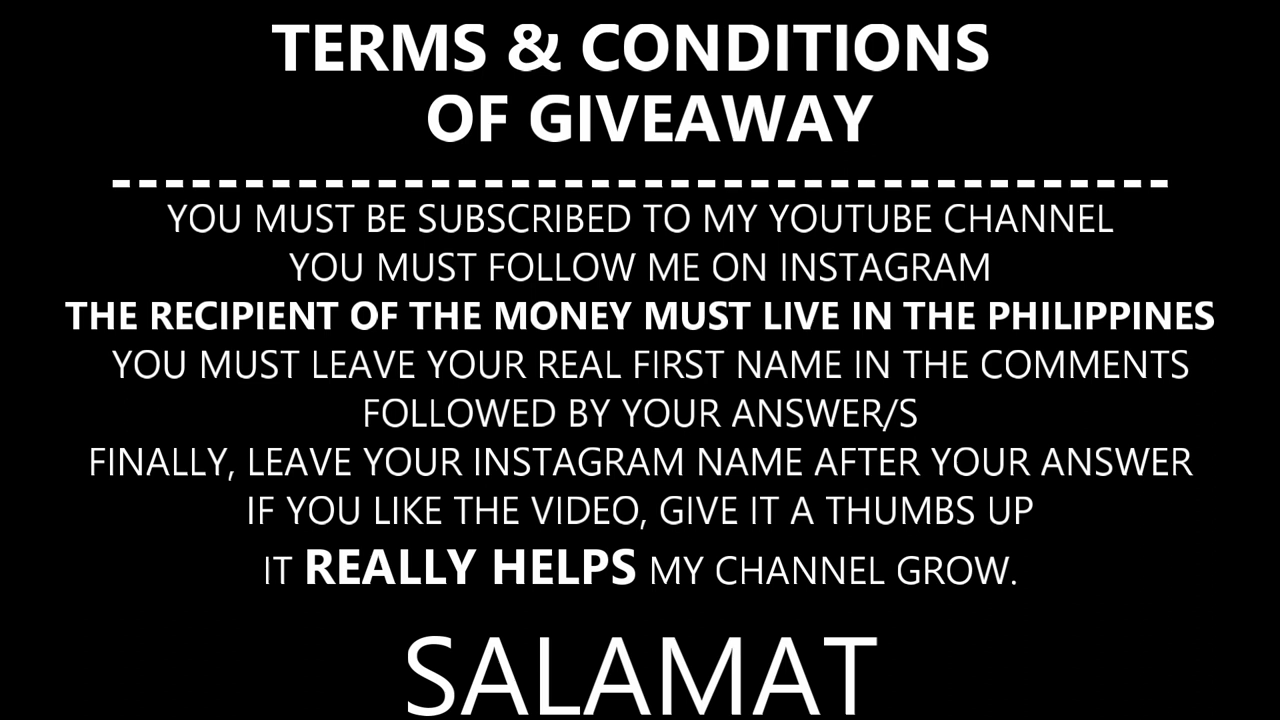 TERMS & CONDITIONS
OF GIVEAWAY
----------------------------------------
YOU MUST BE SUBSCRIBED TO MY YOUTUBE CHANNEL
YOU MUST FOLLOW ME ON INSTAGRAM
THE RECIPIENT OF THE MONEY MUST LIVE IN THE PHILIPPINES
YOU MUST LEAVE YOUR REAL FIRST NAME IN THE COMMENTS
FOLLOWED BY YOUR ANSWER/S
FINALLY, LEAVE YOUR INSTAGRAM NAME AFTER YOUR ANSWER
IF YOU LIKE THE VIDEO, GIVE IT A THUMBS UP
IT REALLY HELPS MY CHANNEL GROW.
SALAMAT